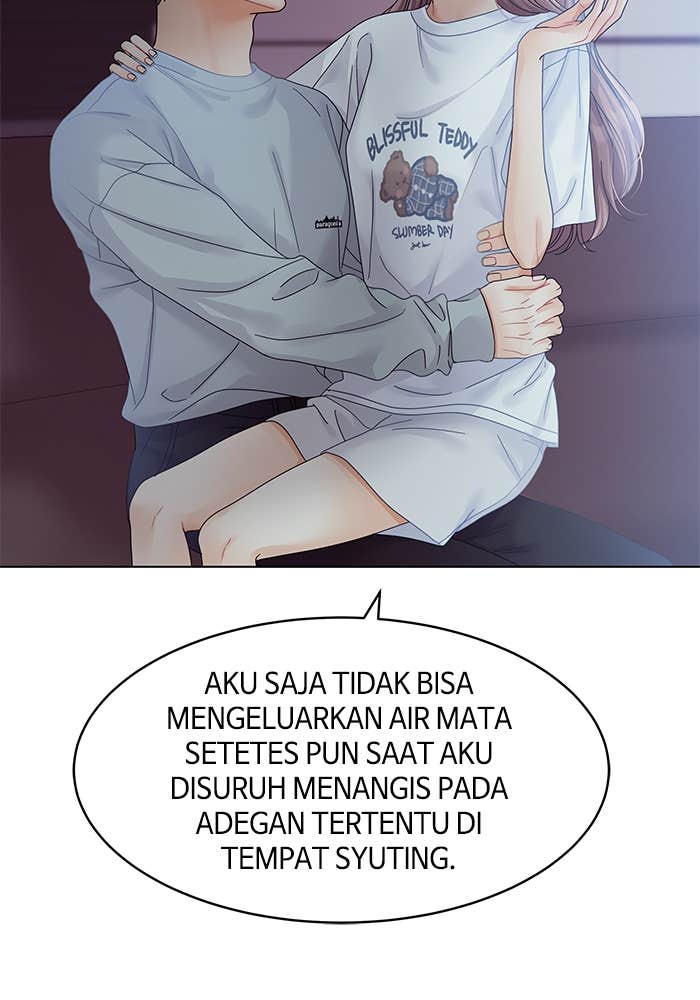 BLISSFUL TEDDY
SLUMBER DAY
AKU SAJA TIDAK BISA
MENGELUARKAN AIR MATA
SETETES PUN SAAT AKU
DISURUH MENANGIS PADA
ADEGAN TERTENTU DI
TEMPAT SYUTING.